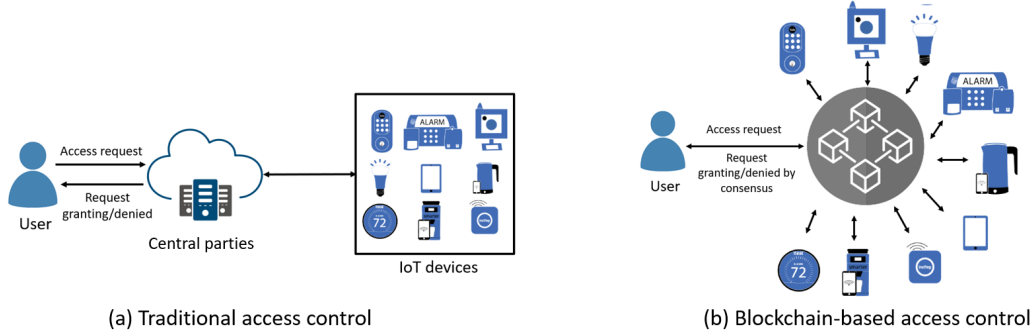 Access request
Request
granting/denied
User
Central parties
ALARM
72
IoT devices
(a) Traditional access control
ALARM
Access request
Request
granting/denied by
consensus
User
72
(b) Blockchain-based access control